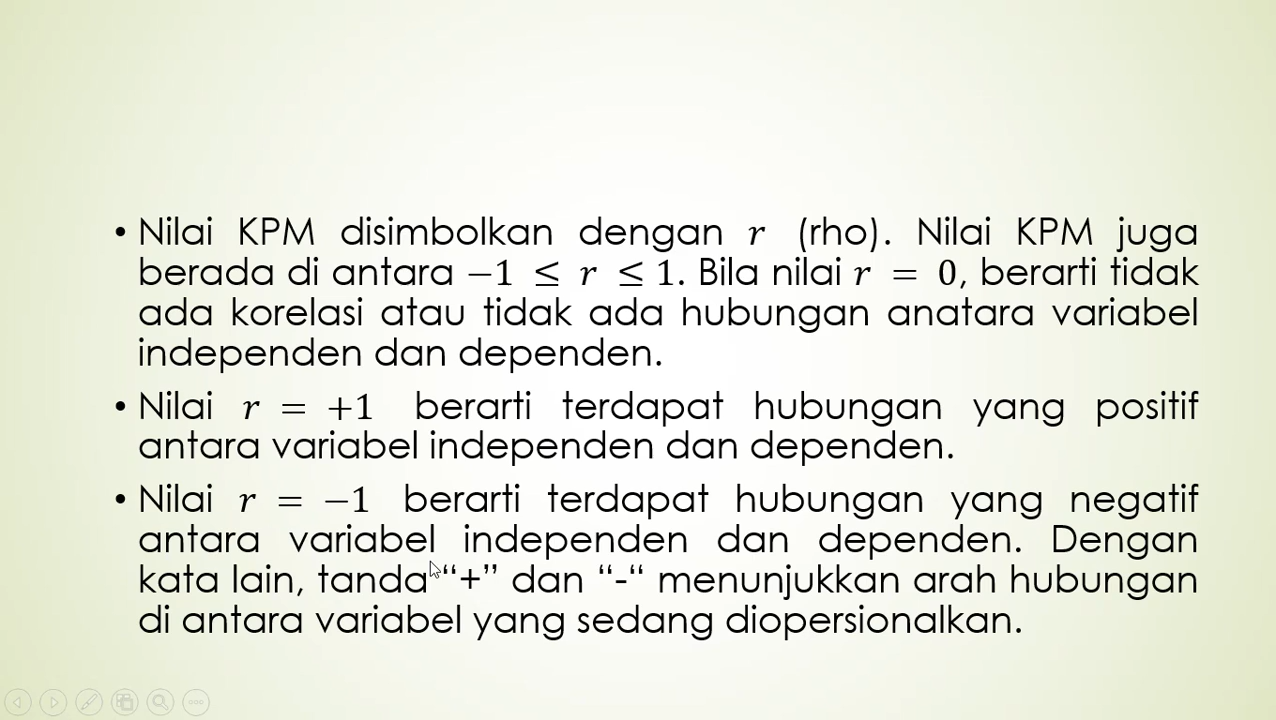 • Nilai KPM disimbolkan dengan r (rho). Nilai KPM juga
berada di antara −1 ≤ r ≤ 1. Bila nilai r = 0, berarti tidak
ada korelasi atau tidak ada hubungan anatara variabel
independen dan dependen.
• Nilai r = +1 berarti terdapat hubungan yang positif
antara variabel independen dan dependen.
• Nilai r = −1 berarti terdapat hubungan yang negatif
antara variabel independen dan dependen. Dengan
kata lain, tanda “+” dan “-“ menunjukkan arah hubungan
di antara variabel yang sedang diopersionalkan.